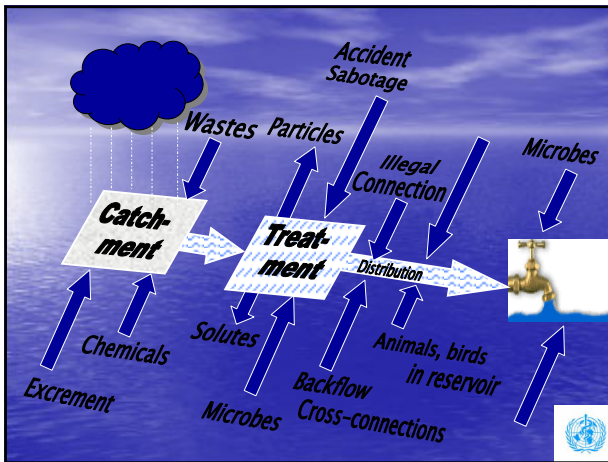 Accident
Sabotage
Wastes
Particles
Illegal
Connection
Microbes
Catch-
ment
Treat-
ment
Distribution
Solutes
Chemicals
Excrement
Microbes
Backflow
Cross-connections
Animals, birds
in reservoir